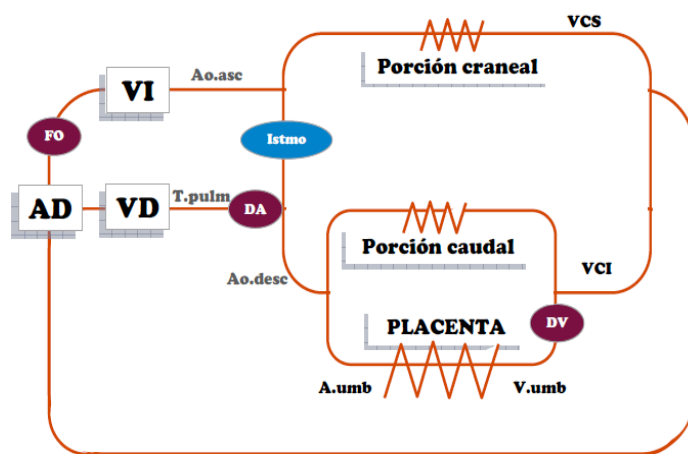 VCS
Ao.asc
Porción craneal
VI
FO
Istmo
T.pulm
AD
VD
DA
Porción caudal
Ao.desc
VCI
PLACENTA
DV
A.umb
V.umb